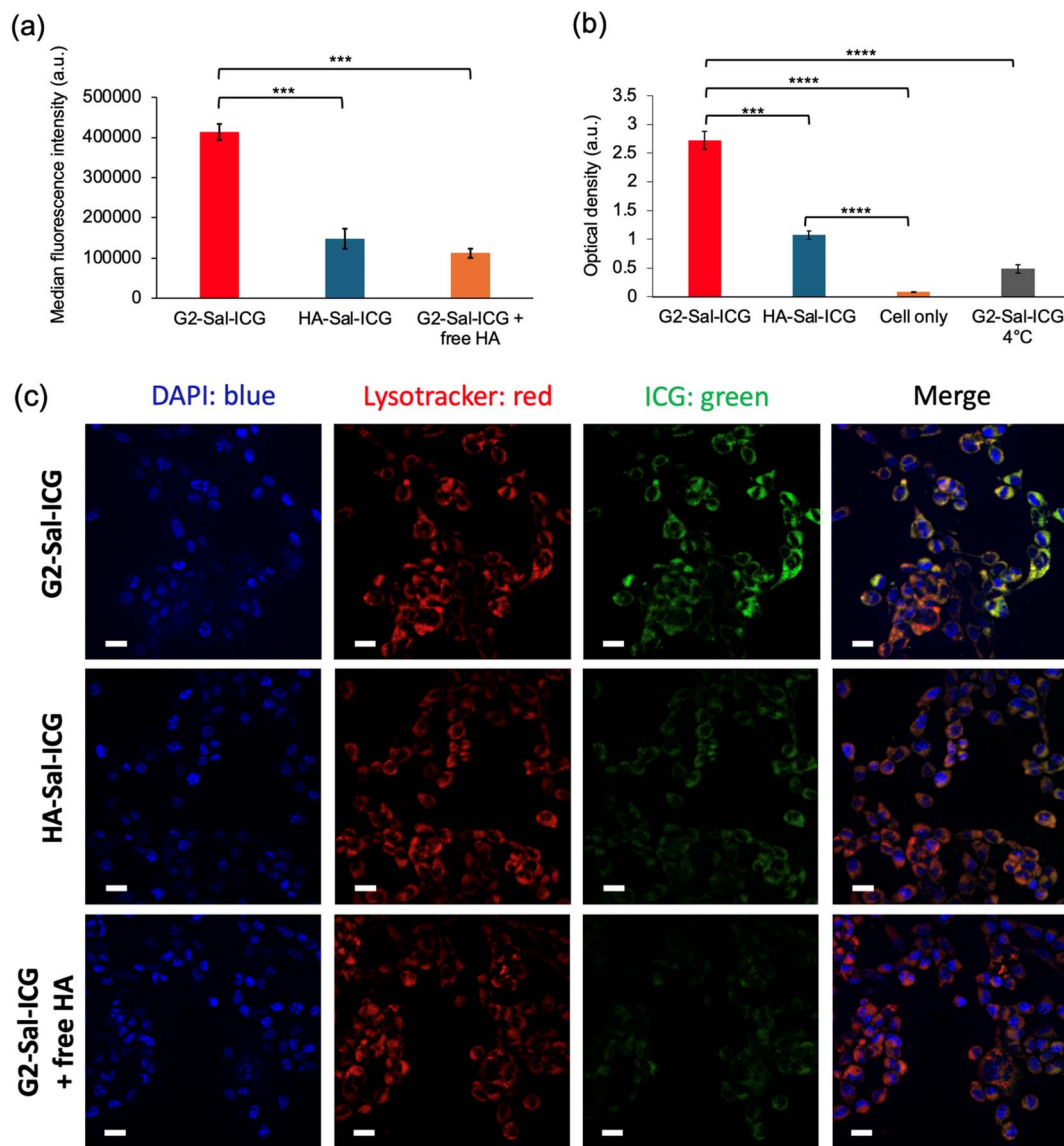 (a)
Median fluorescence intensity (a.u.)
500000
400000
300000
200000
100000
0
***
***
G2-Sal-ICG
HA-Sal-ICG
G2-Sal-ICG +
free HA
(b)
Optical density (a.u.)
3.5
3
2.5
2
1.5
1
0.5
0
****
****
***
****
G2-Sal-ICG
HA-Sal-ICG
Cell only
G2-Sal-ICG
4°C
(c)
DAPI: blue
Lysotracker: red
ICG: green
Merge
G2-Sal-ICG
HA-Sal-ICG
G2-Sal-ICG
+ free HA